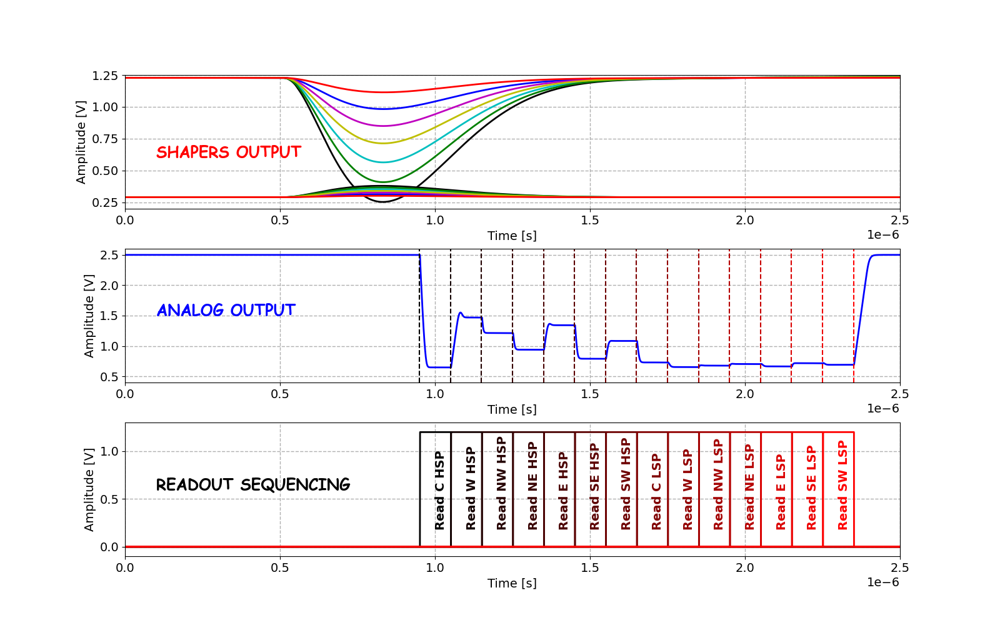 1.25
1.00
0.75
0.50
0.25
Amplitude [V]
SHAPERS OUTPUT
0.0 0.5 1.0 1.5 2.0 2.5
Time [s]
1e−6
2.5
2.0
1.5
1.0
0.5
Amplitude [V]
ANALOG OUTPUT
0.0 0.5 1.0 1.5 2.0 2.5
Time [s]
1e−6
1.0
0.5
0.0
Amplitude [V]
READOUT SEQUENCING
Read C HSP
Read W HSP
Read NW HSP
Read NE HSP
Read E HSP
Read SE HSP
Read SW HSP
Read C LSP
Read W LSP
Read NW LSP
Read NE LSP
Read E LSP
Read SE LSP
Read SW LSP
0.0 0.5 1.0 1.5 2.0 2.5
Time [s]
1e−6